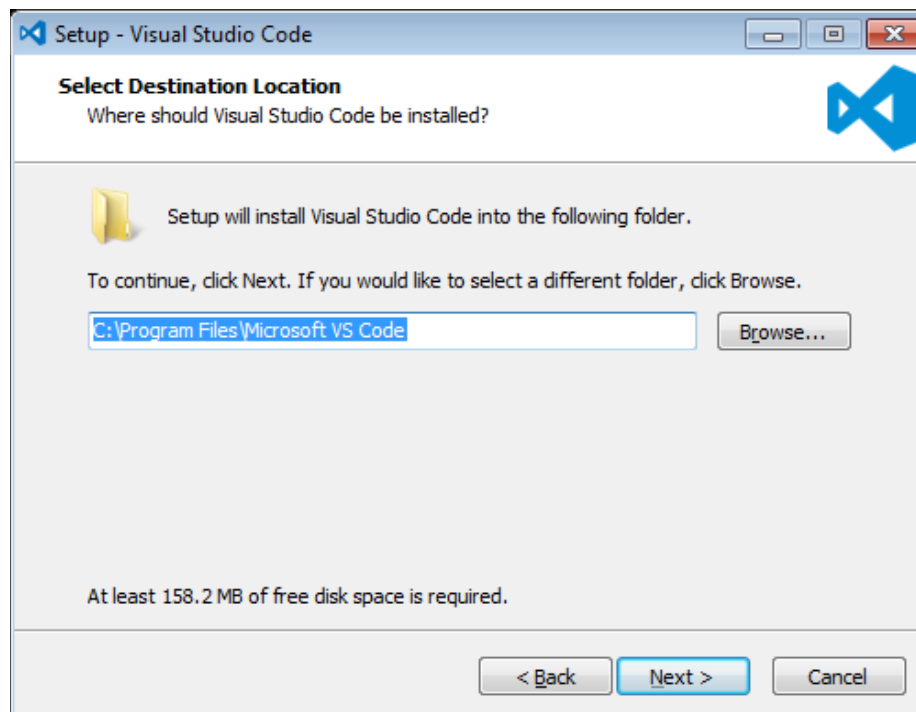 Setup - Visual Studio Code
Select Destination Location
Where should Visual Studio Code be installed?
Setup will install Visual Studio Code into the following folder.
To continue, click Next. If you would like to select a different folder, click Browse.
C:\Program Files\Microsoft VS Code
Browse...
At least 158.2 MB of free disk space is required.
< Back
Next >
Cancel